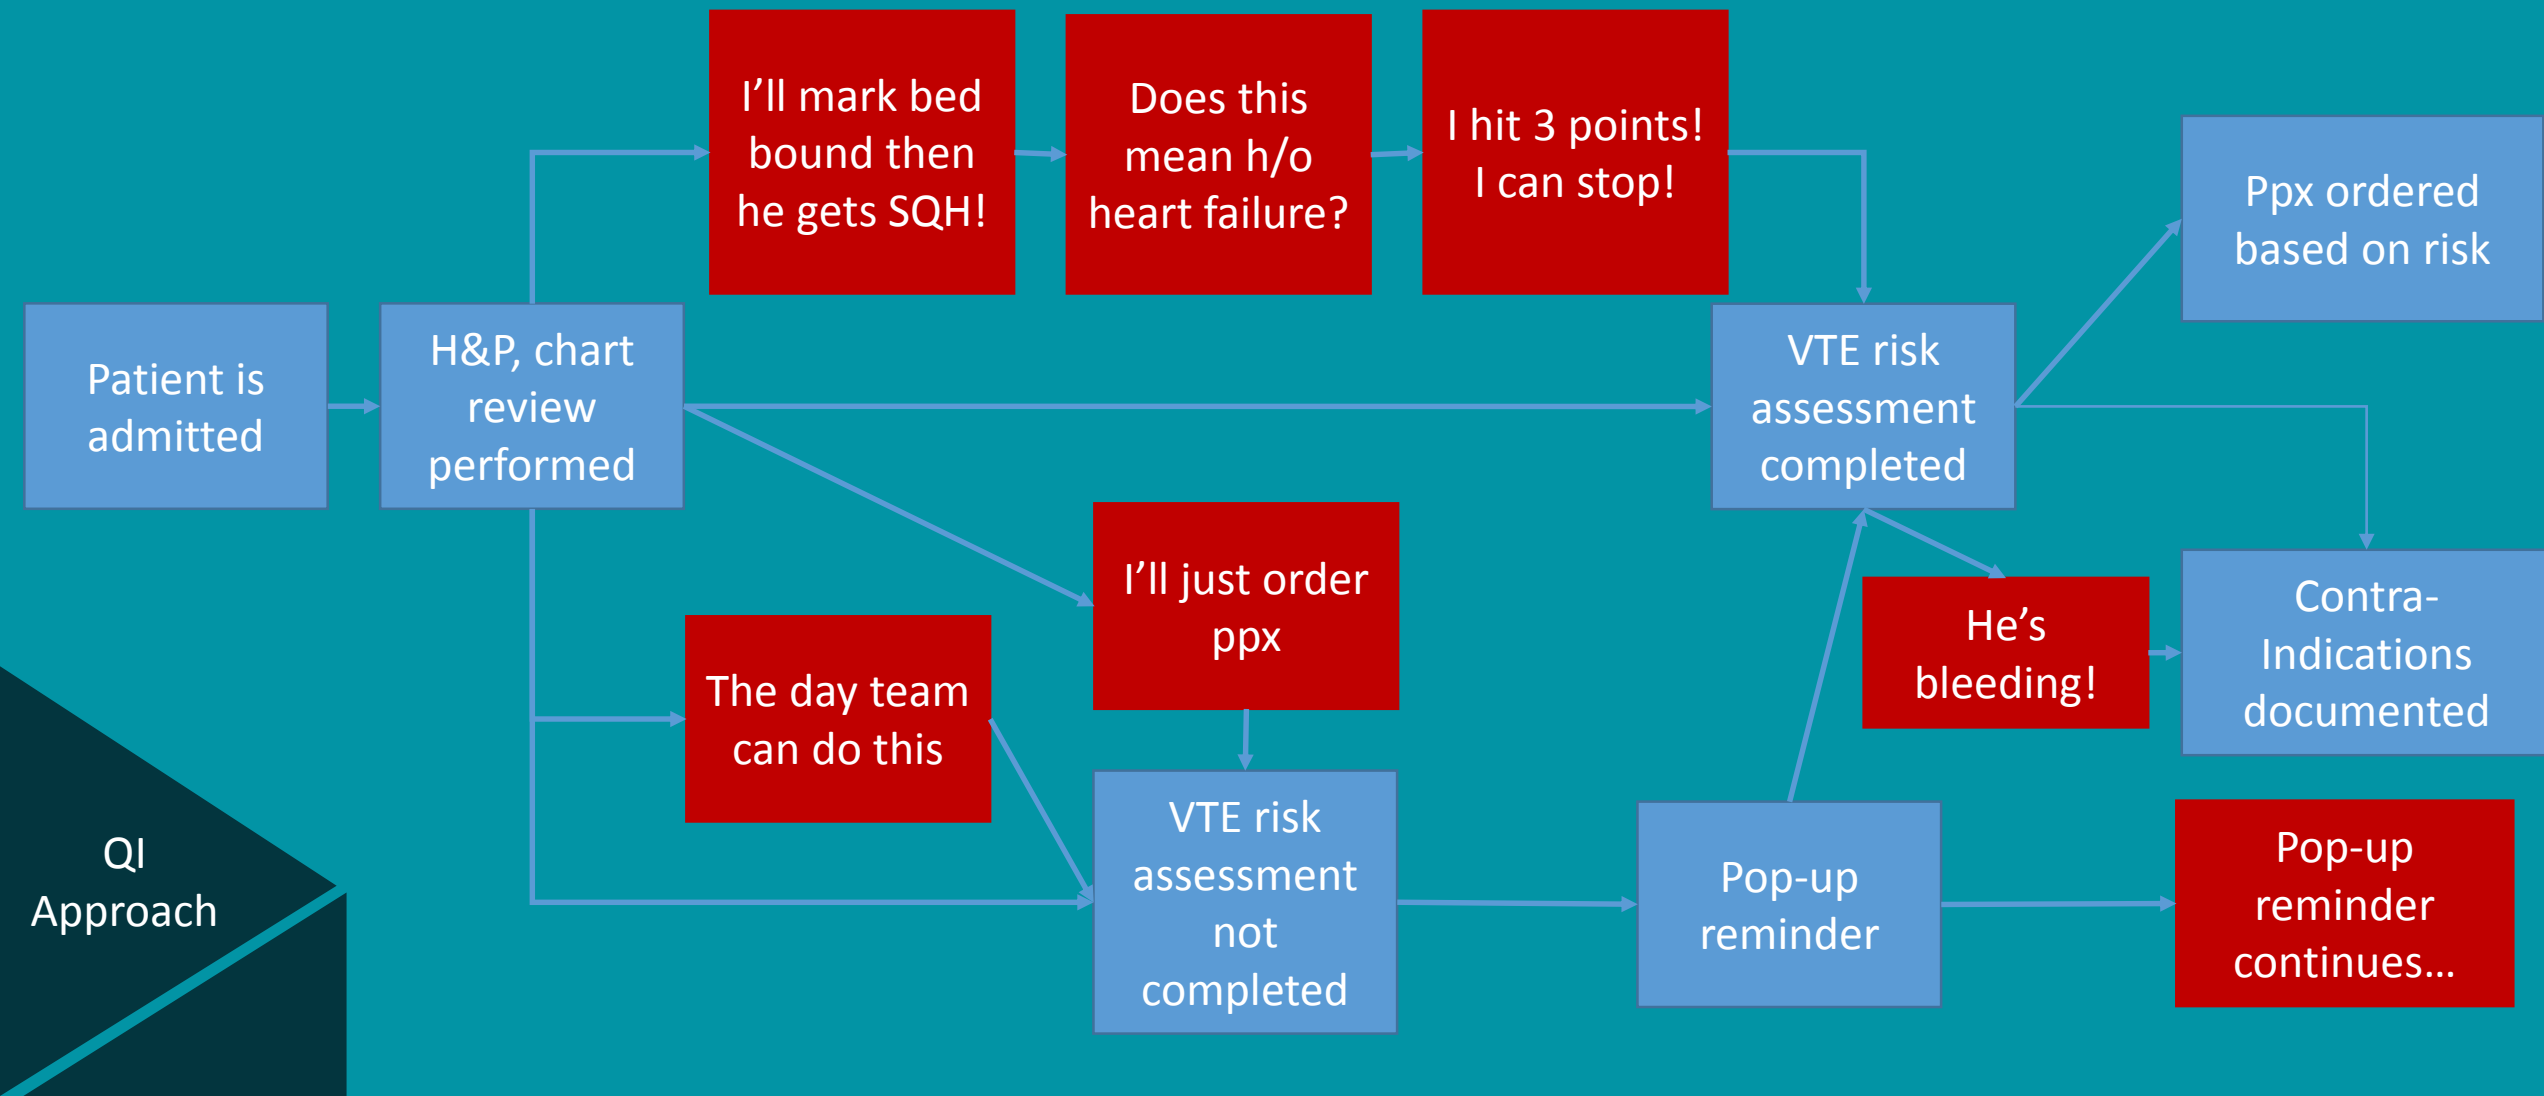 I'll mark bed
bound then
he gets SQH!
Does this
mean h/o
heart failure?
I hit 3 points!
I can stop!
Ppx ordered
based on risk
Patient is
admitted
H&P, chart
review
performed
VTE risk
assessment
completed
I'll just order
ppx
The day team
can do this
He's
bleeding!
Contra-
Indications
documented
VTE risk
assessment
not
completed
Pop-up
reminder
Pop-up
reminder
continues...
QI
Approach